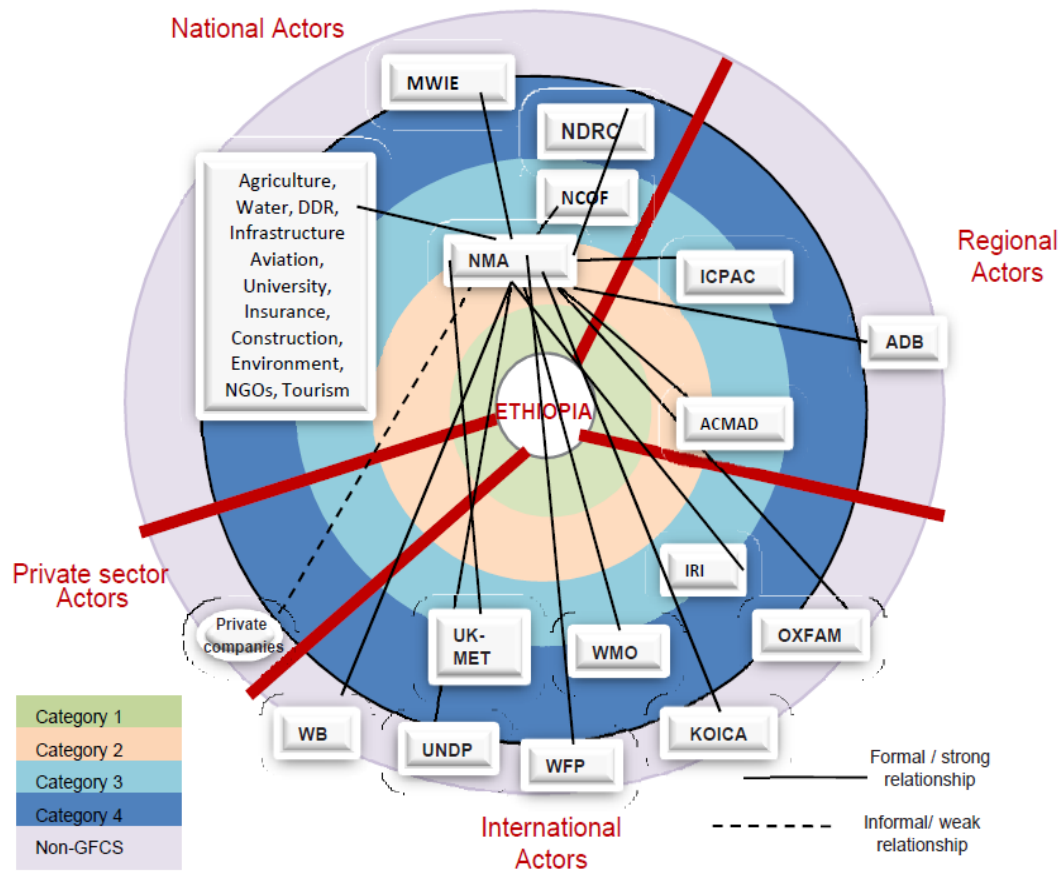 National Actors
MWIE
NDRC
Agriculture,
Water, DDR,
Infrastructure
Aviation,
University,
Insurance,
Construction,
Environment,
NGOs, Tourism
NCOF
NMA
Regional
Actors
ICPAC
ADB
ETHIOPIA
ACMAD
Private sector
Actors
IRI
Private
companies
UK-
MET
WMO
OXFAM
WB
UNDP
WFP
KOICA
International
Actors
Category 1
Category 2
Category 3
Category 4
Non-GFCS
Formal / strong
relationship
Informal/ weak
relationship